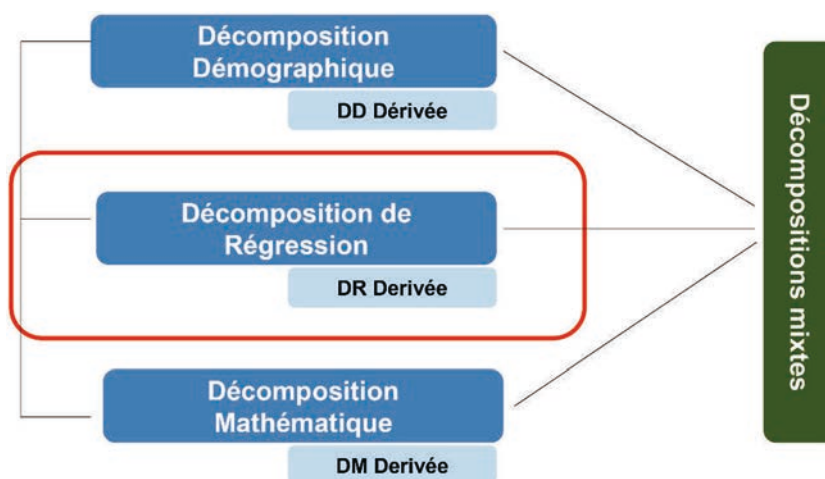 Décomposition
Démographique
DD Dérivée
Décomposition de
Régression
DR Derivée
Décomposition
Mathématique
DM Derivée
Décompositions mixtes